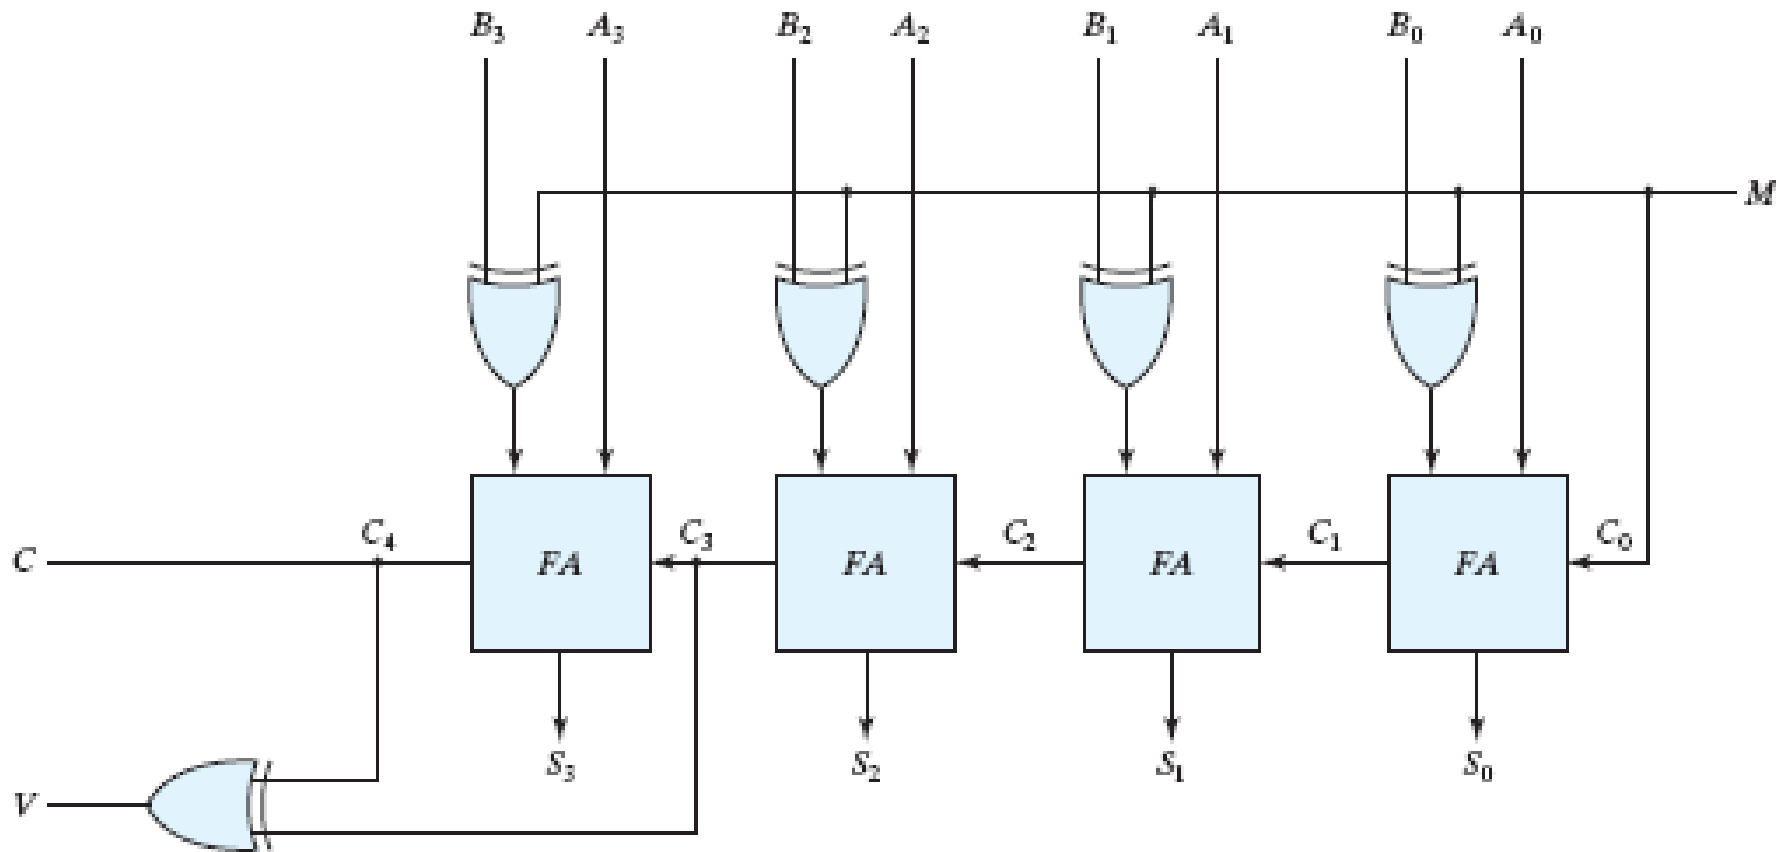 B₃ A₃ B₂ A₂ B₁ A₁ B₀ A₀
M
C₄ C₃ C₂ C₁ C₀
C FA FA FA FA
S₃ S₂ S₁ S₀
V